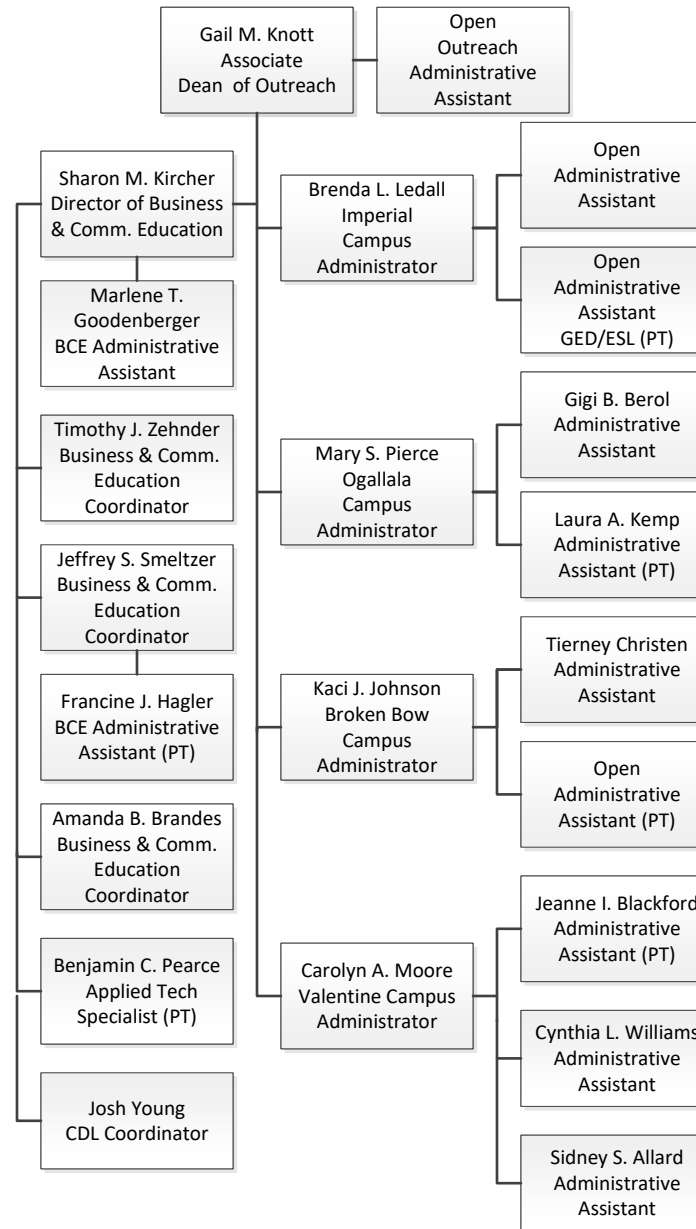 Gail M. Knott
Associate
Dean of Outreach
Open
Outreach
Administrative
Assistant
Sharon M. Kircher
Director of Business
& Comm. Education
Marlene T.
Goodenberger
BCE Administrative
Assistant
Timothy J. Zehnder
Business & Comm.
Education
Coordinator
Jeffrey S. Smeltzer
Business & Comm.
Education
Coordinator
Francine J. Hagler
BCE Administrative
Assistant (PT)
Amanda B. Brandes
Business & Comm.
Education
Coordinator
Benjamin C. Pearce
Applied Tech
Specialist (PT)
Josh Young
CDL Coordinator
Brenda L. Ledall
Imperial
Campus
Administrator
Open
Administrative
Assistant
Open
Administrative
Assistant
GED/ESL (PT)
Mary S. Pierce
Ogallala
Campus
Administrator
Gigi B. Berol
Administrative
Assistant
Laura A. Kemp
Administrative
Assistant (PT)
Kaci J. Johnson
Broken Bow
Campus
Administrator
Tierney Christen
Administrative
Assistant
Open
Administrative
Assistant (PT)
Carolyn A. Moore
Valentine Campus
Administrator
Jeanne I. Blackford
Administrative
Assistant (PT)
Cynthia L. Williams
Administrative
Assistant
Sidney S. Allard
Administrative
Assistant